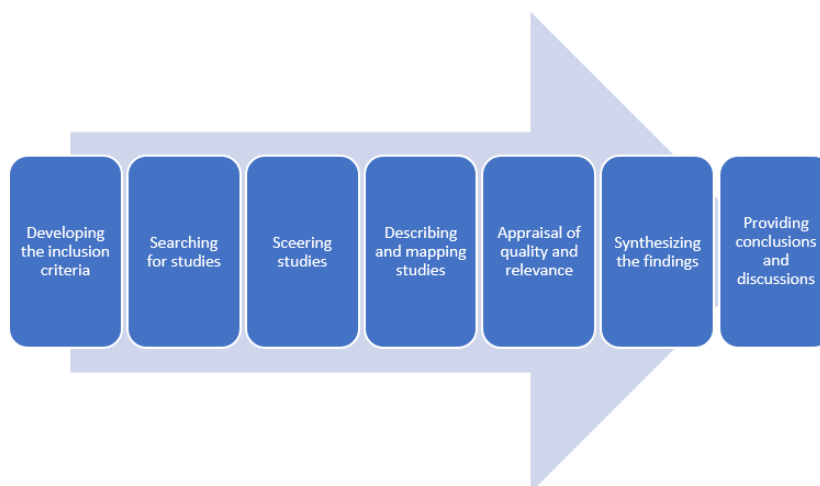 Developing
the inclusion
criteria
Searching
for studies
Sceering
studies
Describing
and mapping
studies
Appraisal of
quality and
relevance
Synthesizing
the findings
Providing
conclusions
and
discussions